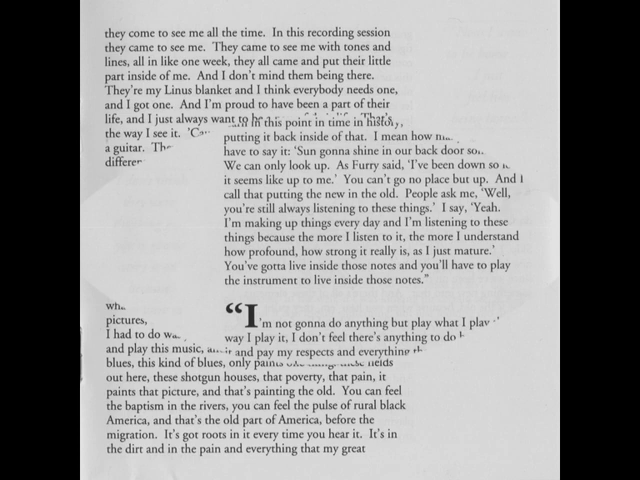 they come to see me all the time. In this recording session
they came to see me. They came to see me with tones and
lines, all in like one week, they all came and put their little
part inside of me. And I don't mind them being there.
They're my Linus blanket and I think everybody needs one,
and I got one. And I'm proud to have been a part of their
life, and I just always want to
That's
the way I see it.
a guitar.
in this point in time in history,
putting it back inside of that. I mean how
have to say it: 'Sun gonna shine in our back door
We can only look up. As Furry said, 'I've been down so
it seems like up to me.' You can't go no place but up. And I
call that putting the new in the old. People ask me, 'Well,
you're still always listening to these things.' I say, 'Yeah.
I'm making up things every day and I'm listening to these
things because the more I listen to it, the more I understand
how profound, how strong it really is, as I just mature.'
You've gotta live inside those notes and you'll have to play
the instrument to live inside those notes."
"I'm not gonna do anything but play what I play
way I play it, I don't feel there's anything to do
and pay my respects and everything
pictures,
I had to do
and play this music,
blues, this kind of blues, only paints
fields
out here, these shotgun houses, that poverty, that pain, it
paints that picture, and that's painting the old. You can feel
the baptism in the rivers, you can feel the pulse of rural black
America, and that's the old part of America, before the
migration. It's got roots in it every time you hear it. It's in
the dirt and in the pain and everything that my great